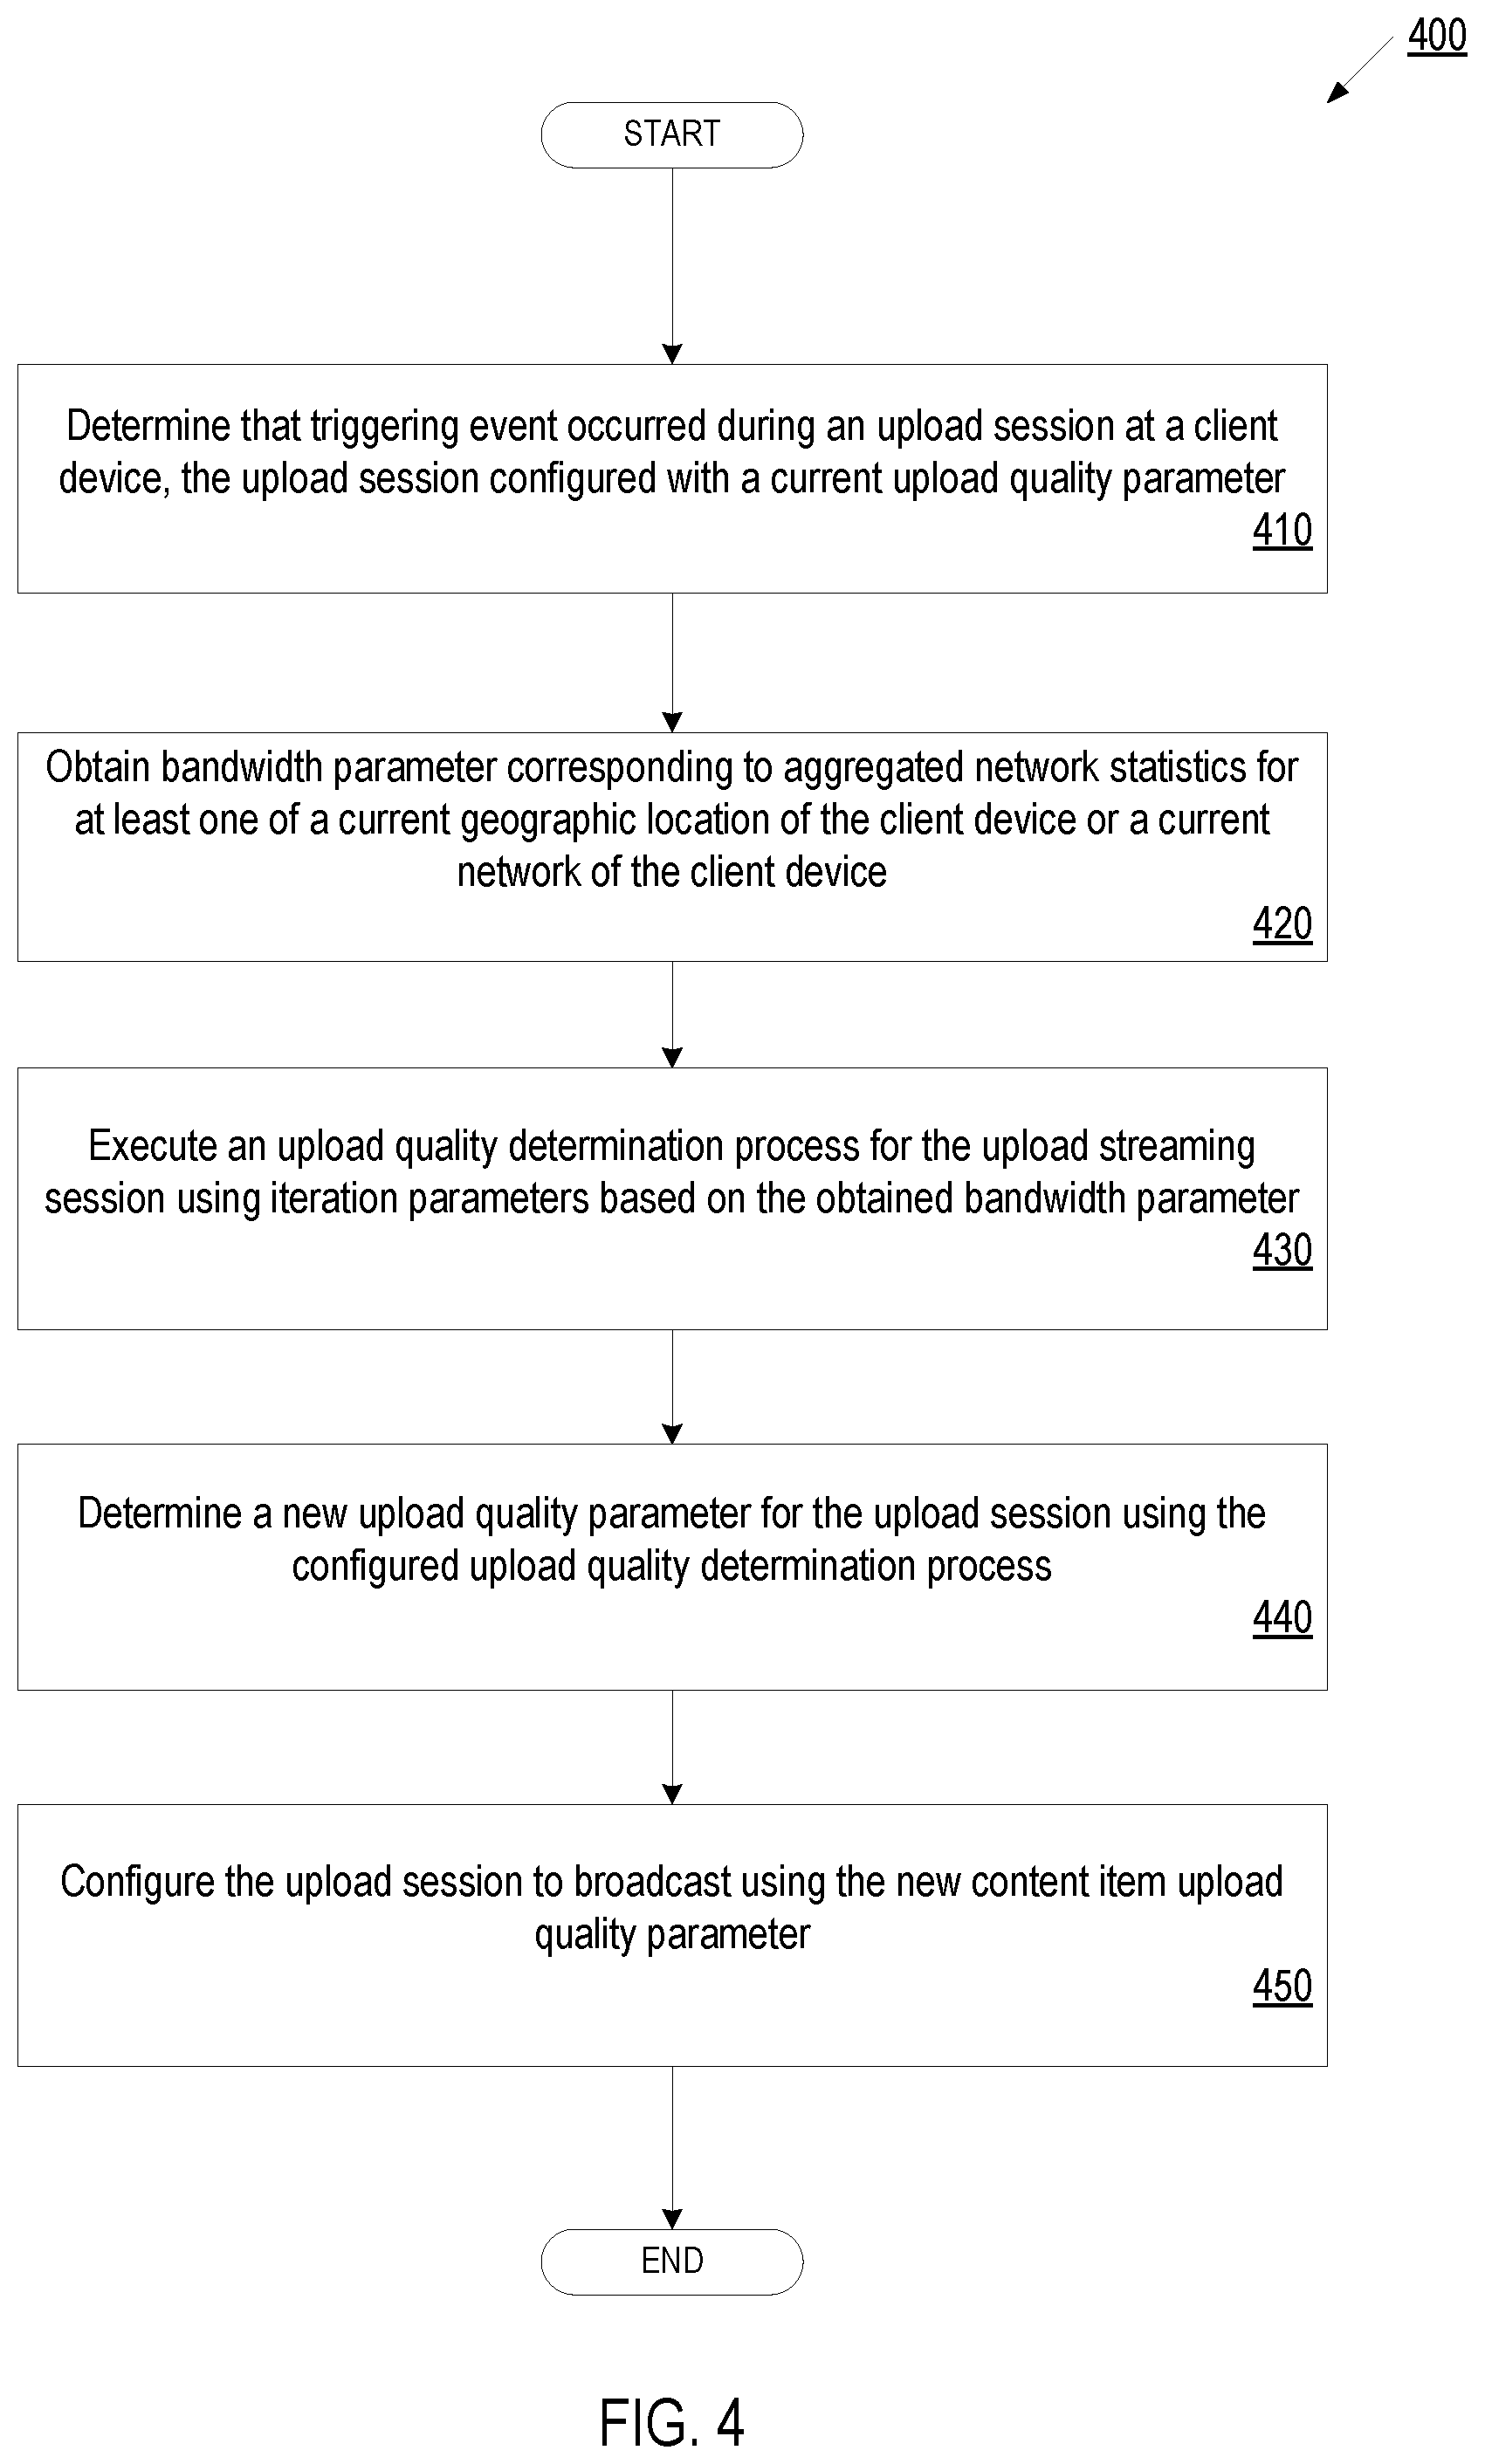 400
START
Determine that triggering event occurred during an upload session at a client
device, the upload session configured with a current upload quality parameter
410
Obtain bandwidth parameter corresponding to aggregated network statistics for
at least one of a current geographic location of the client device or a current
network of the client device
420
Execute an upload quality determination process for the upload streaming
session using iteration parameters based on the obtained bandwidth parameter
430
Determine a new upload quality parameter for the upload session using the
configured upload quality determination process
440
Configure the upload session to broadcast using the new content item upload
quality parameter
450
END
FIG. 4